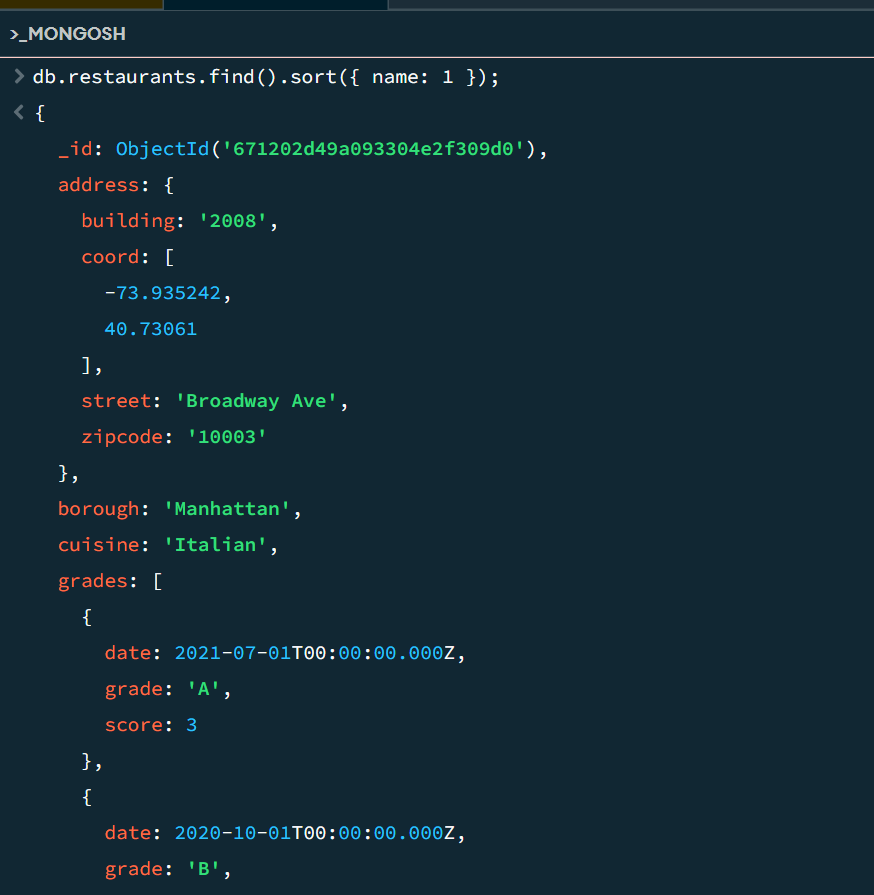 >_MONGOSH
> db.restaurants.find().sort({ name: 1 });
< {
_id: ObjectId('671202d49a093304e2f309d0'),
address: {
building: '2008',
coord: [
-73.935242,
40.73061
],
street: 'Broadway Ave',
zipcode: '10003'
},
borough: 'Manhattan',
cuisine: 'Italian',
grades: [
{
date: 2021-07-01T00:00:00.000Z,
grade: 'A',
score: 3
},
{
date: 2020-10-01T00:00:00.000Z,
grade: 'B',